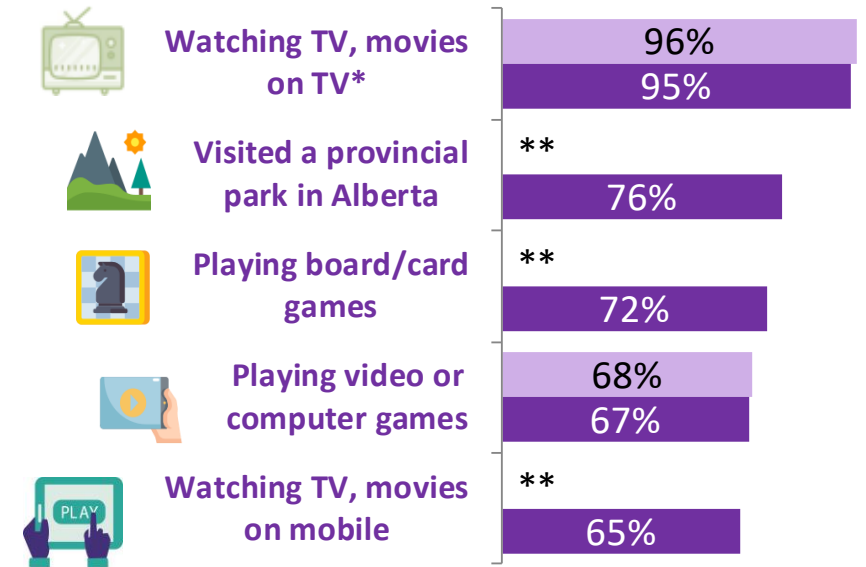 Watching TV, movies
on TV*
96%
95%
Visited a provincial
park in Alberta
**
76%
Playing board/card
games
**
72%
Playing video or
computer games
68%
67%
PLAY
Watching TV, movies
on mobile
**
65%